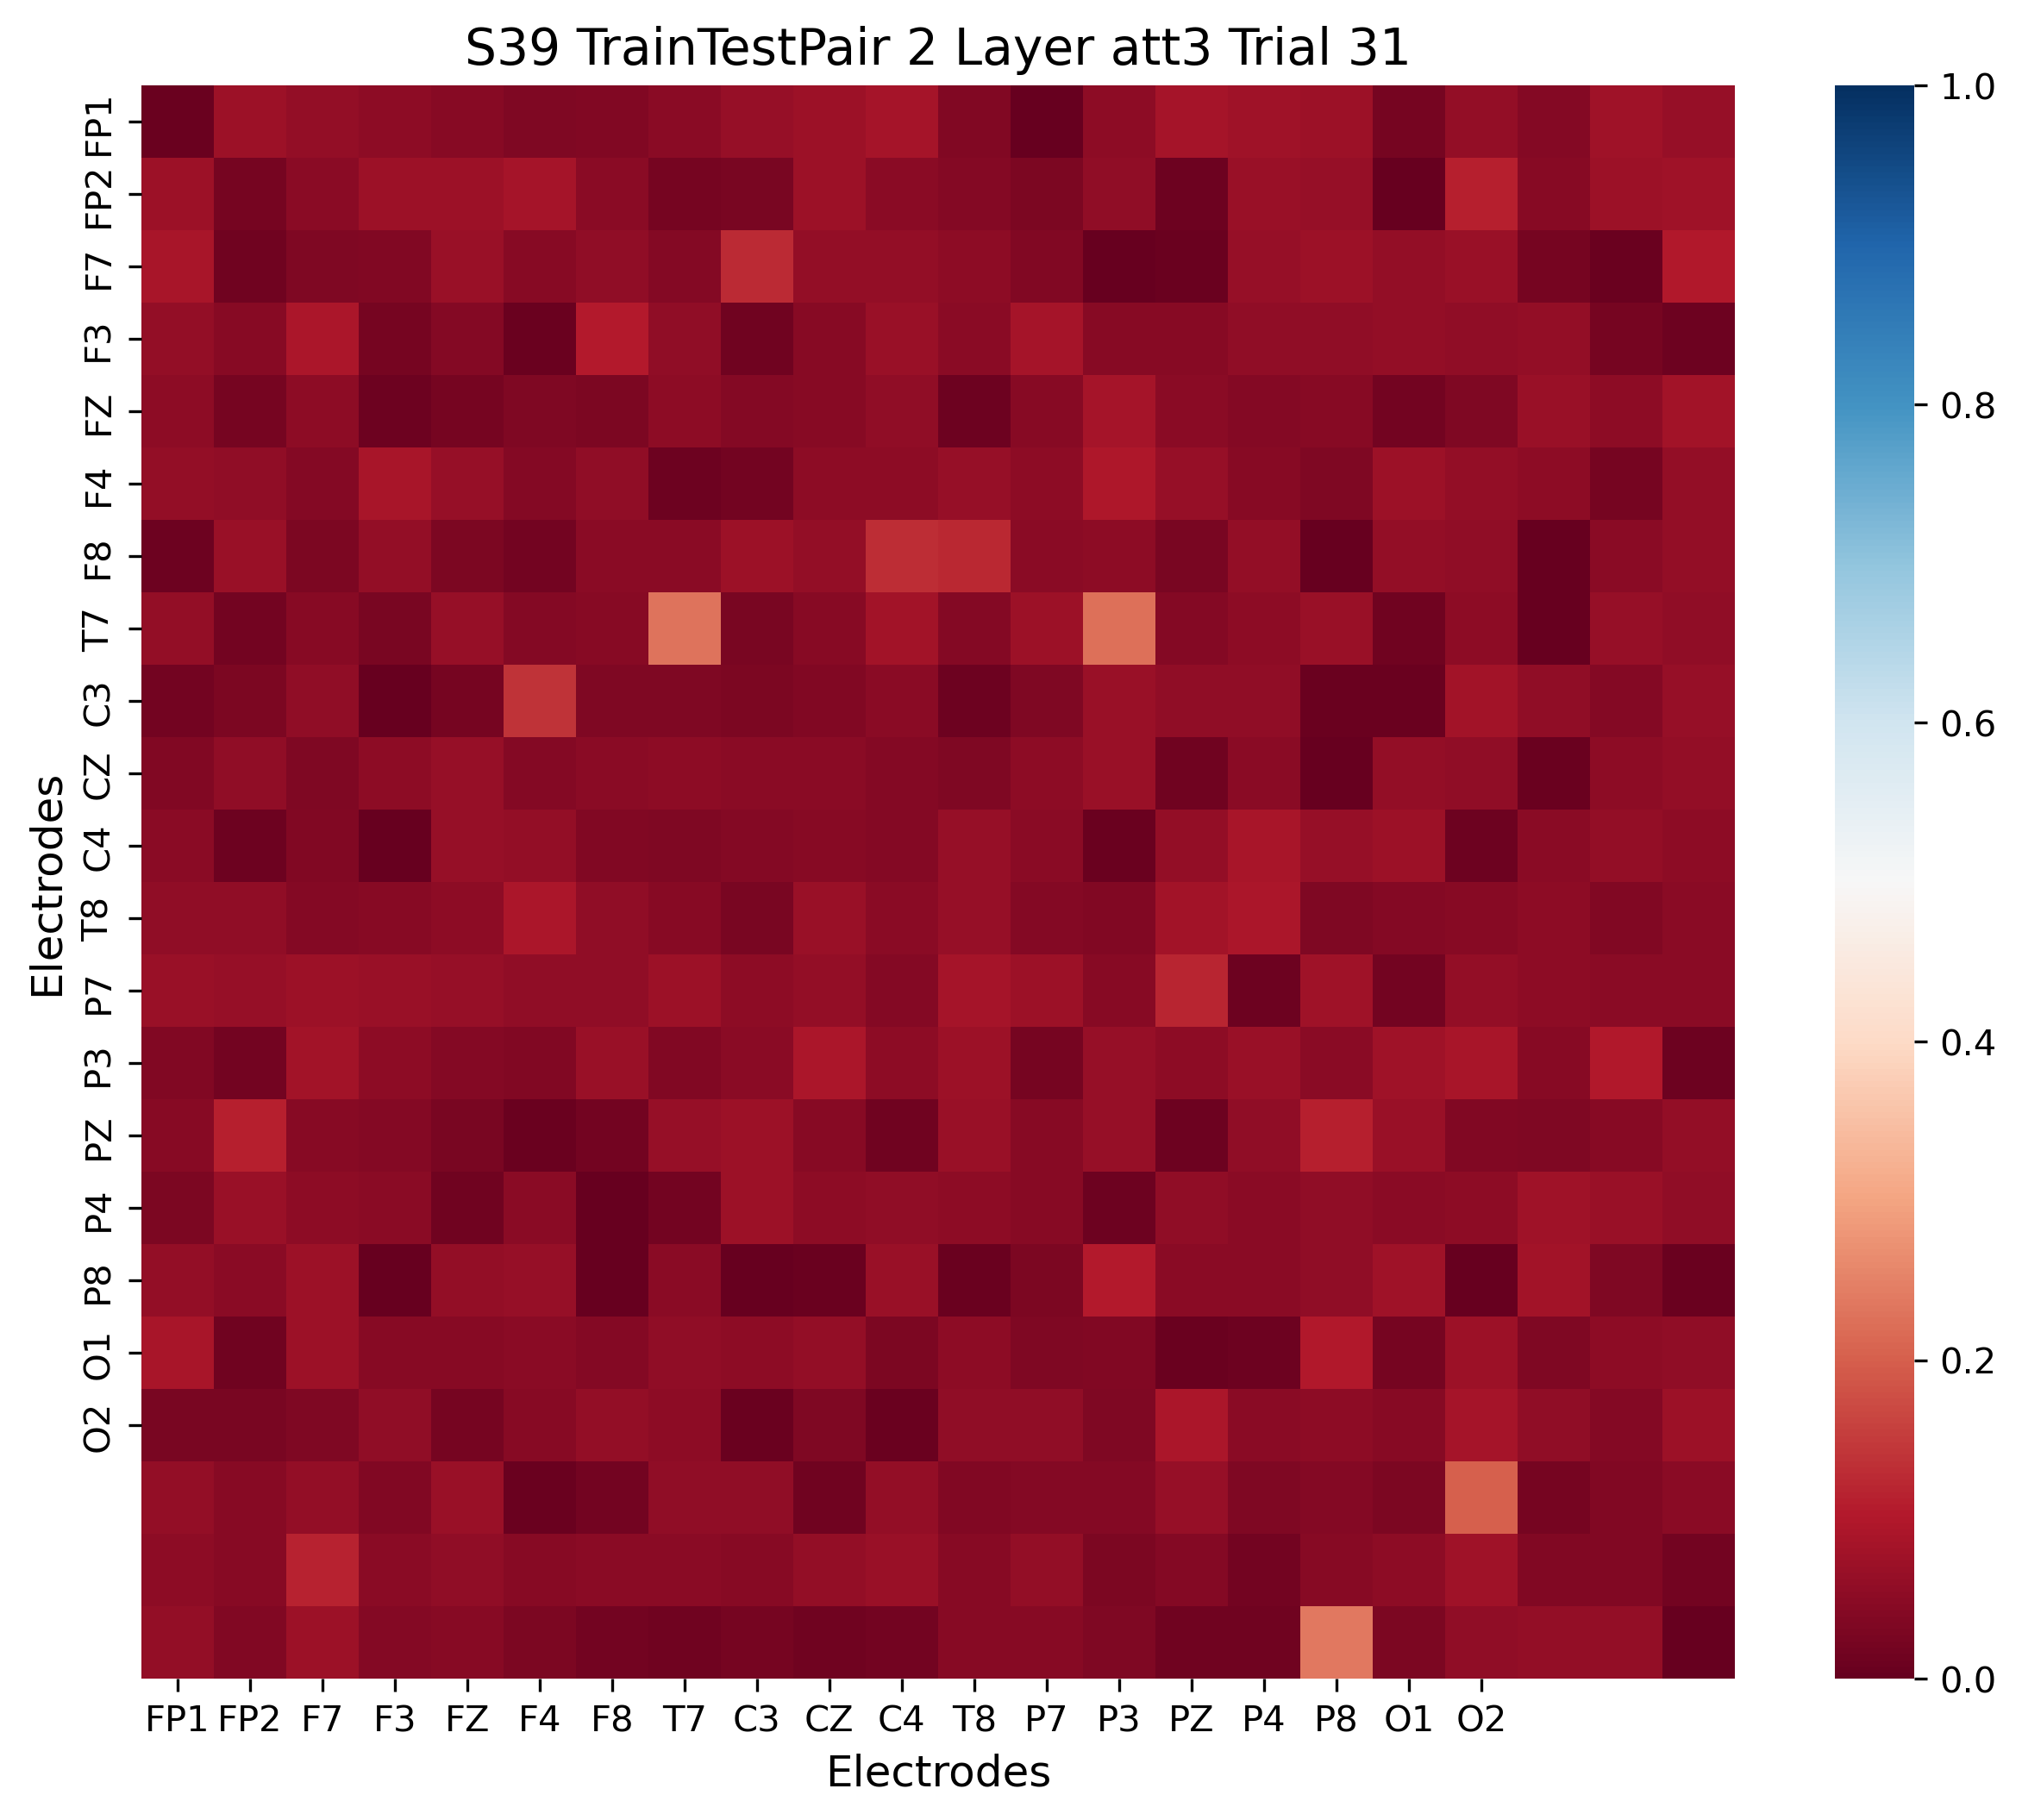 S39 TrainTestPair 2 Layer att3 Trial 31
Electrodes
FP1
FP2
F7
F3
FZ
F4
F8
T7
C3
CZ
C4
T8
P7
P3
PZ
P4
P8
O1
O2
FP1 FP2 F7 F3 FZ F4 F8 T7 C3 CZ C4 T8 P7 P3 PZ P4 P8 O1 O2
Electrodes
1.0
0.8
0.6
0.4
0.2
0.0